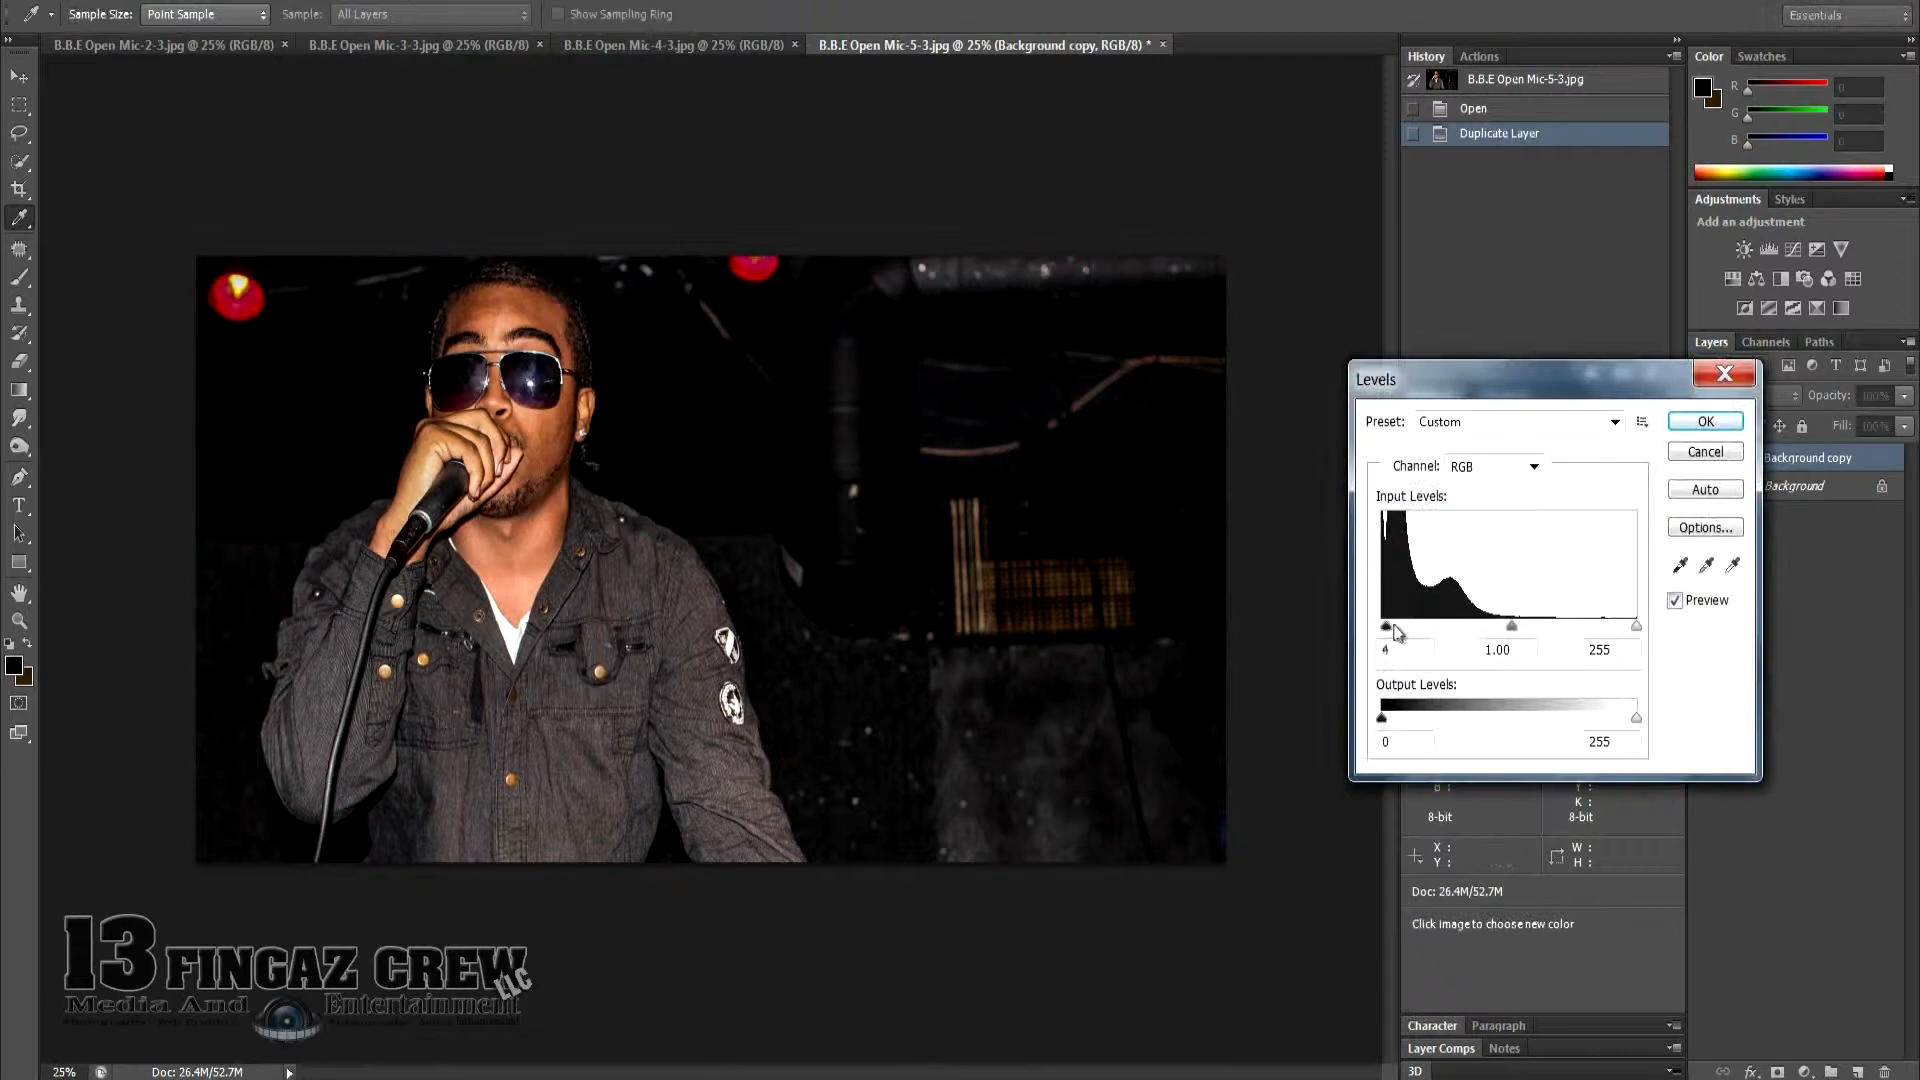 Sample Size: Point Sample Sample: All Layers Show Sampling Ring Essentials
B.B.E Open Mic-2-3.jpg @ 25% (RGB/8) × B.B.E Open Mic-3-3.jpg @ 25% (RGB/8) × B.B.E Open Mic-4-3.jpg @ 25% (RGB/8) × B.B.E Open Mic-5-3.jpg @ 25% (Background copy, RGB/8) * ×
History Actions
B.B.E Open Mic-5-3.jpg
Open
Duplicate Layer
Color Swatches
R 0
G 0
B 0
Adjustments Styles
Add an adjustment
Layers Channels Paths
Opacity: 100%
Fill: 100%
Background copy
Background
Levels
Preset: Custom
OK
Cancel
Channel: RGB
Auto
Input Levels:
Options...
Preview
4 1.00 255
Output Levels:
0 255
B : Y :
K :
8-bit 8-bit
X : W :
Y : H :
Doc: 26.4M/52.7M
Click image to choose new color
Character Paragraph
Layer Comps Notes
3D
13 FINGAZ CREW LLC
Media And Entertainment
25% Doc: 26.4M/52.7M